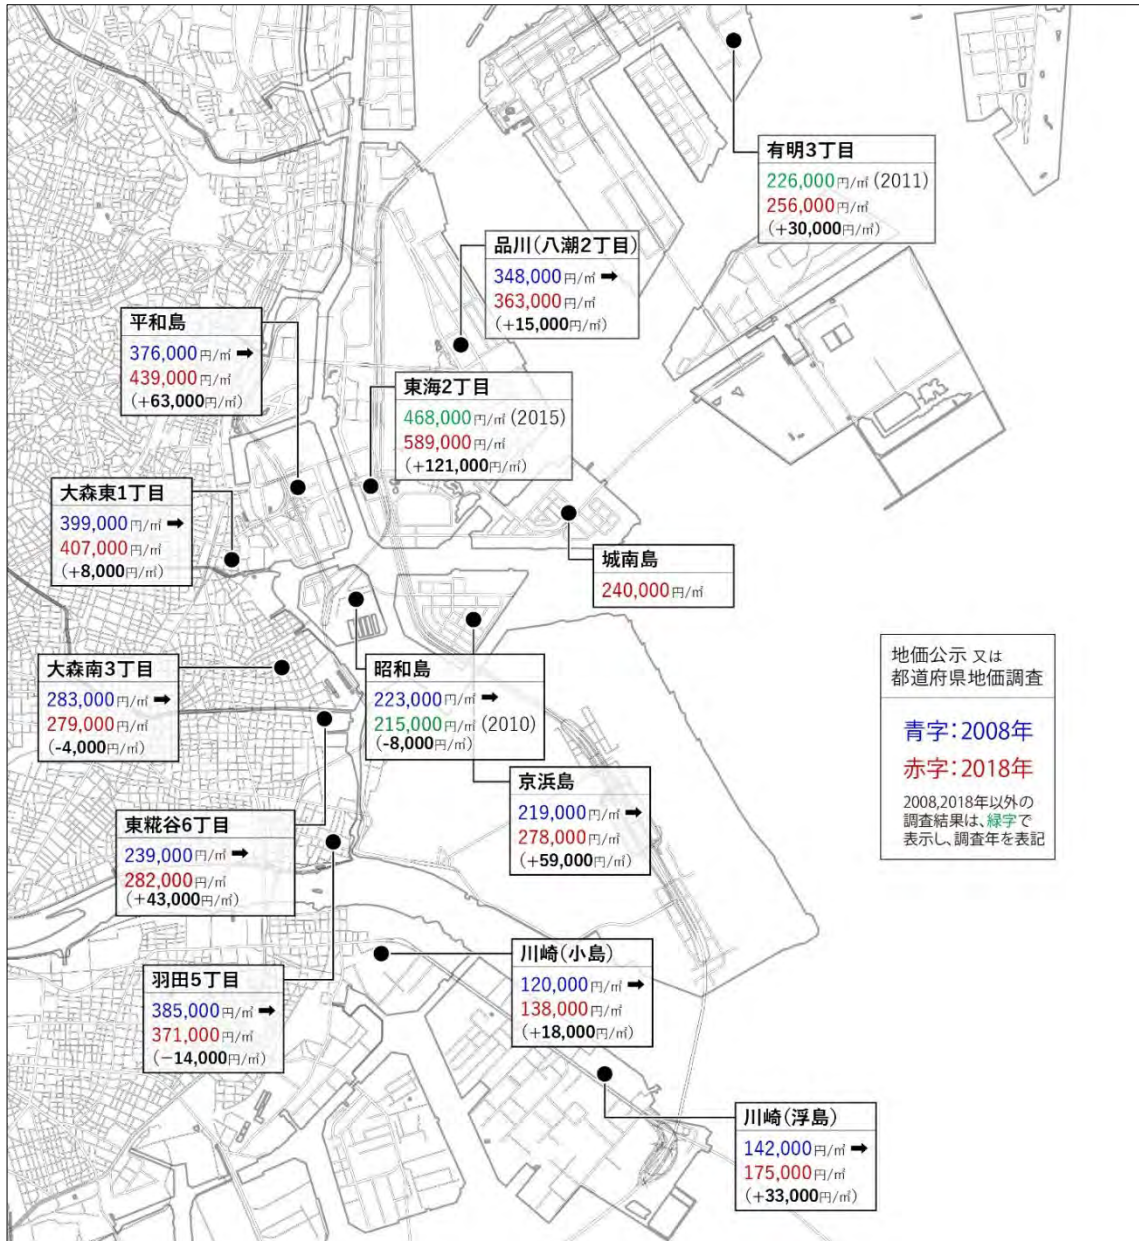 有明3丁目
226,000円/㎡ (2011)
256,000円/㎡
(+30,000円/㎡)
品川(八潮2丁目)
348,000円/㎡ ➡
363,000円/㎡
(+15,000円/㎡)
平和島
376,000円/㎡ ➡
439,000円/㎡
(+63,000円/㎡)
東海2丁目
468,000円/㎡ (2015)
589,000円/㎡
(+121,000円/㎡)
大森東1丁目
399,000円/㎡ ➡
407,000円/㎡
(+8,000円/㎡)
城南島
240,000円/㎡
大森南3丁目
283,000円/㎡ ➡
279,000円/㎡
(-4,000円/㎡)
昭和島
223,000円/㎡ ➡
215,000円/㎡ (2010)
(-8,000円/㎡)
地価公示 又は
都道府県地価調査
青字：2008年
赤字：2018年
2008,2018年以外の
調査結果は、緑字で
表示し、調査年を表記
京浜島
219,000円/㎡ ➡
278,000円/㎡
(+59,000円/㎡)
東糀谷6丁目
239,000円/㎡ ➡
282,000円/㎡
(+43,000円/㎡)
川崎(小島)
120,000円/㎡ ➡
138,000円/㎡
(+18,000円/㎡)
羽田5丁目
385,000円/㎡ ➡
371,000円/㎡
(−14,000円/㎡)
川崎(浮島)
142,000円/㎡ ➡
175,000円/㎡
(+33,000円/㎡)